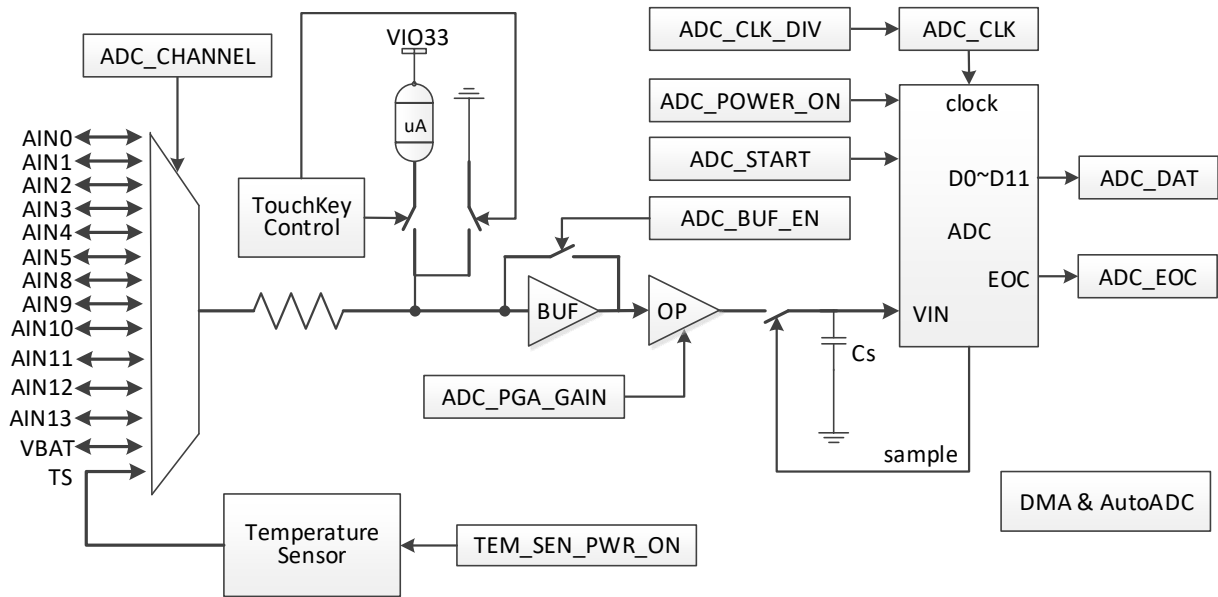 ADC_CHANNEL
VIO33
uA
ADC_CLK_DIV
ADC_CLK
ADC_POWER_ON
clock
ADC_START
D0~D11
ADC_DAT
ADC
ADC_BUF_EN
EOC
ADC_EOC
VIN
AIN0
AIN1
AIN2
AIN3
AIN4
AIN5
AIN8
AIN9
AIN10
AIN11
AIN12
AIN13
VBAT
TS
TouchKey
Control
BUF
OP
Cs
ADC_PGA_GAIN
sample
DMA & AutoADC
Temperature
Sensor
TEM_SEN_PWR_ON